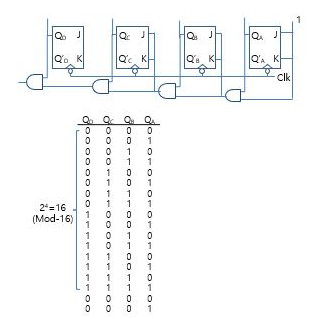 1
Q_D J Q_C J Q_B J Q_A J
Q'_D K Q'_C K Q'_B K Q'_A K
Clk
Q_D Q_C Q_B Q_A
0 0 0 0
0 0 0 1
0 0 1 0
0 0 1 1
0 1 0 0
0 1 0 1
0 1 1 0
0 1 1 1
1 0 0 0
1 0 0 1
1 0 1 0
1 0 1 1
1 1 0 0
1 1 0 1
1 1 1 0
1 1 1 1
0 0 0 0
0 0 0 1
2⁴=16
(Mod-16)